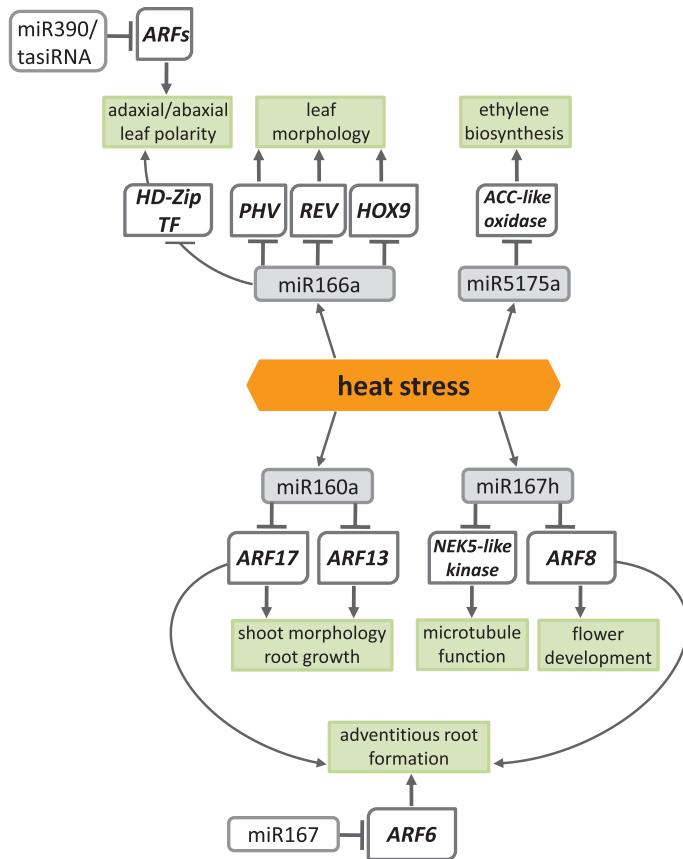 miR390/
tasiRNA
ARFs
adaxial/abaxial
leaf polarity
leaf
morphology
ethylene
biosynthesis
HD-Zip
TF
PHV
REV
HOX9
ACC-like
oxidase
miR166a
miR5175a
heat stress
miR160a
miR167h
ARF17
ARF13
NEK5-like
kinase
ARF8
shoot morphology
root growth
microtubule
function
flower
development
adventitious root
formation
miR167
ARF6